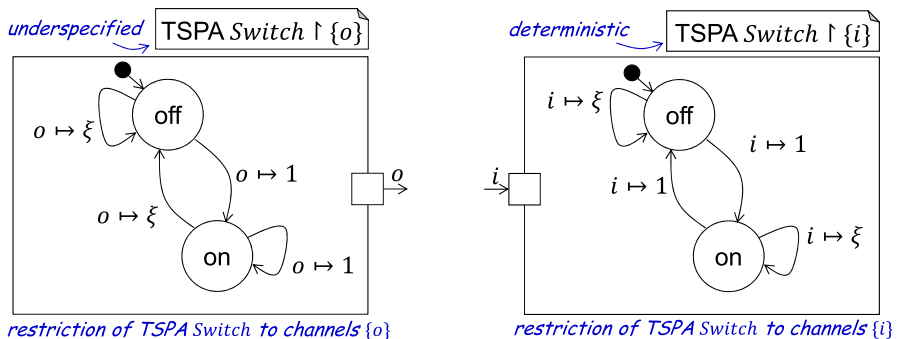 underspecified
TSPA Switch ↾ {o}
off
o ↦ ξ
o ↦ 1
o
o ↦ ξ
on
o ↦ 1
restriction of TSPA Switch to channels {o}
deterministic
TSPA Switch ↾ {i}
i ↦ ξ
off
i ↦ 1
i
i ↦ 1
i ↦ ξ
on
restriction of TSPA Switch to channels {i}